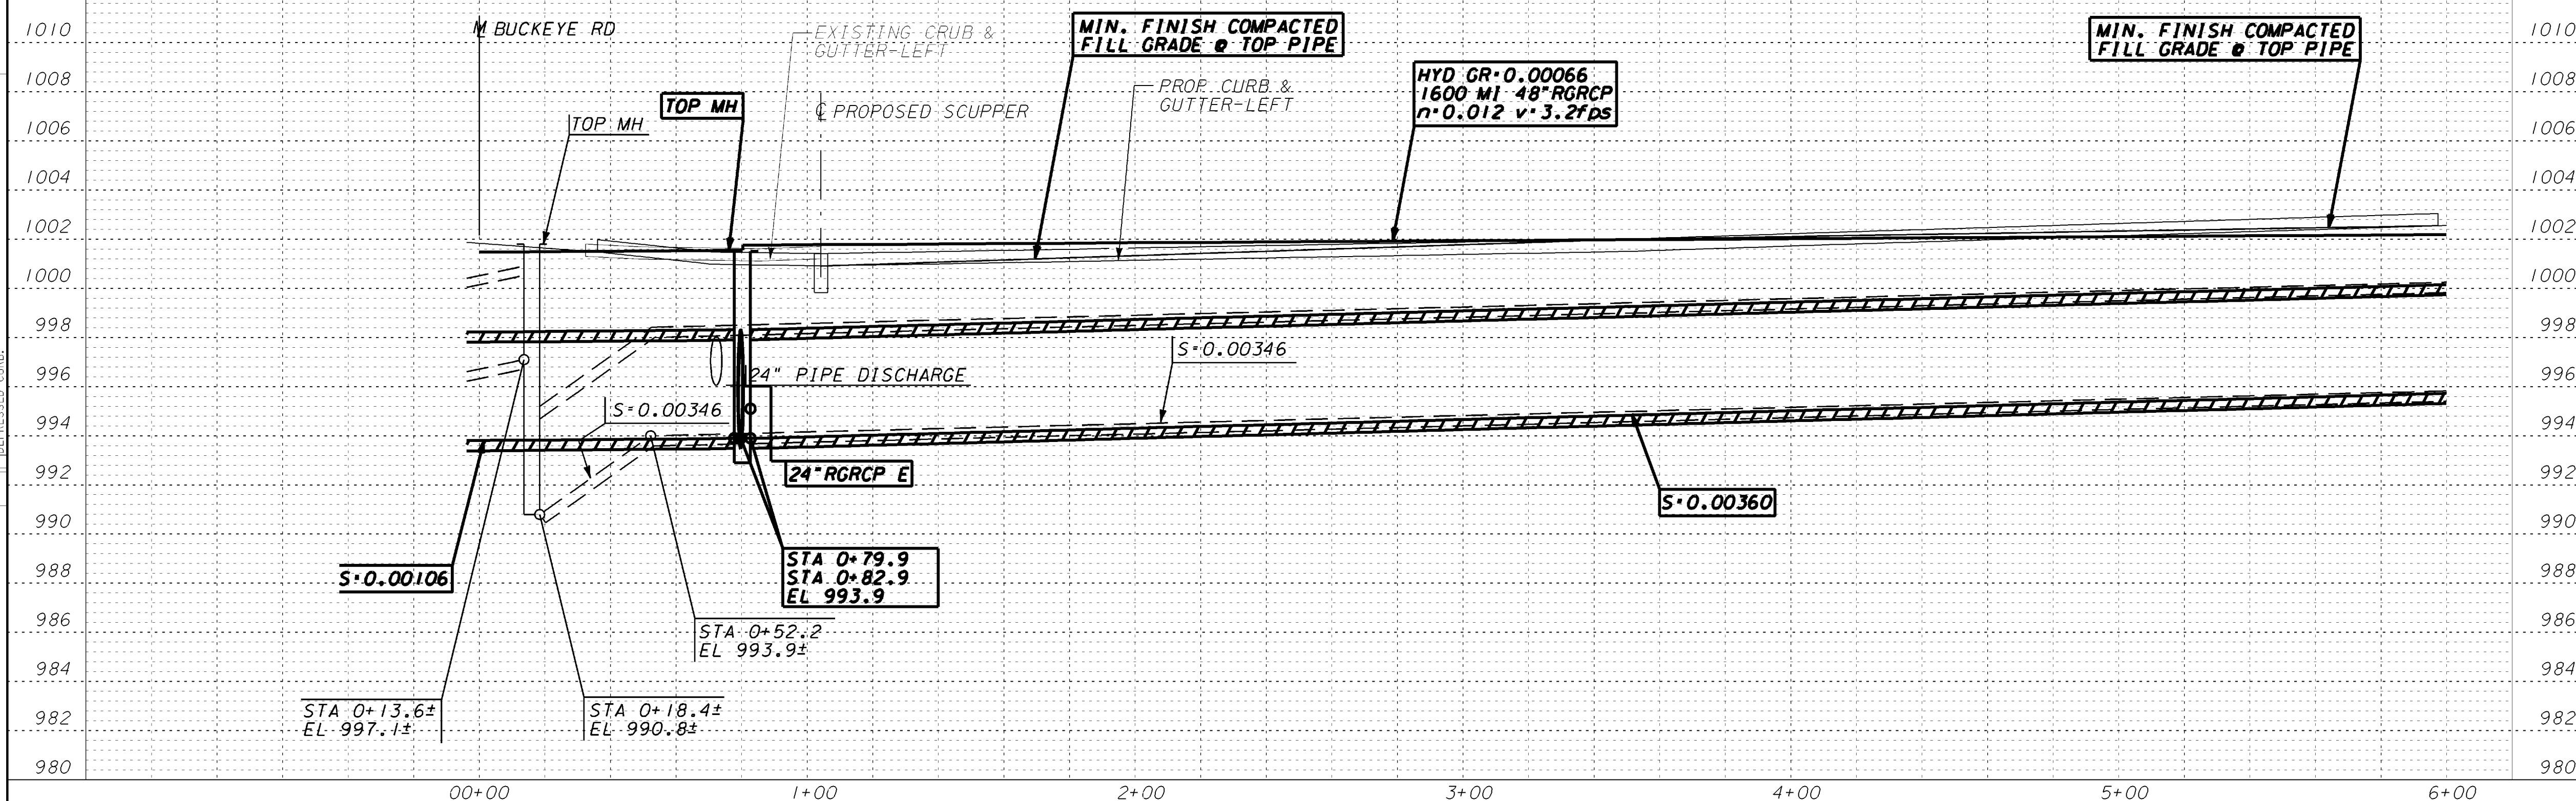 1010
1008
1006
1004
1002
1000
998
996
994
992
990
988
986
984
982
980
M BUCKEYE RD
TOP MH
TOP MH
EXISTING CRUB &
GUTTER-LEFT
℄ PROPOSED SCUPPER
MIN. FINISH COMPACTED
FILL GRADE @ TOP PIPE
PROP CURB &
GUTTER-LEFT
HYD GR=0.00066
1600 MI 48"RGRCP
n=0.012 v=3.2fps
MIN. FINISH COMPACTED
FILL GRADE @ TOP PIPE
24" PIPE DISCHARGE
S=0.00346
S=0.00346
24"RGRCP E
S=0.00360
S=0.00106
STA 0+79.9
STA 0+82.9
EL 993.9
STA 0+52.2
EL 993.9±
STA 0+13.6±
EL 997.1±
STA 0+18.4±
EL 990.8±
1010
1008
1006
1004
1002
1000
998
996
994
992
990
988
986
984
982
980
00+00
1+00
2+00
3+00
4+00
5+00
6+00